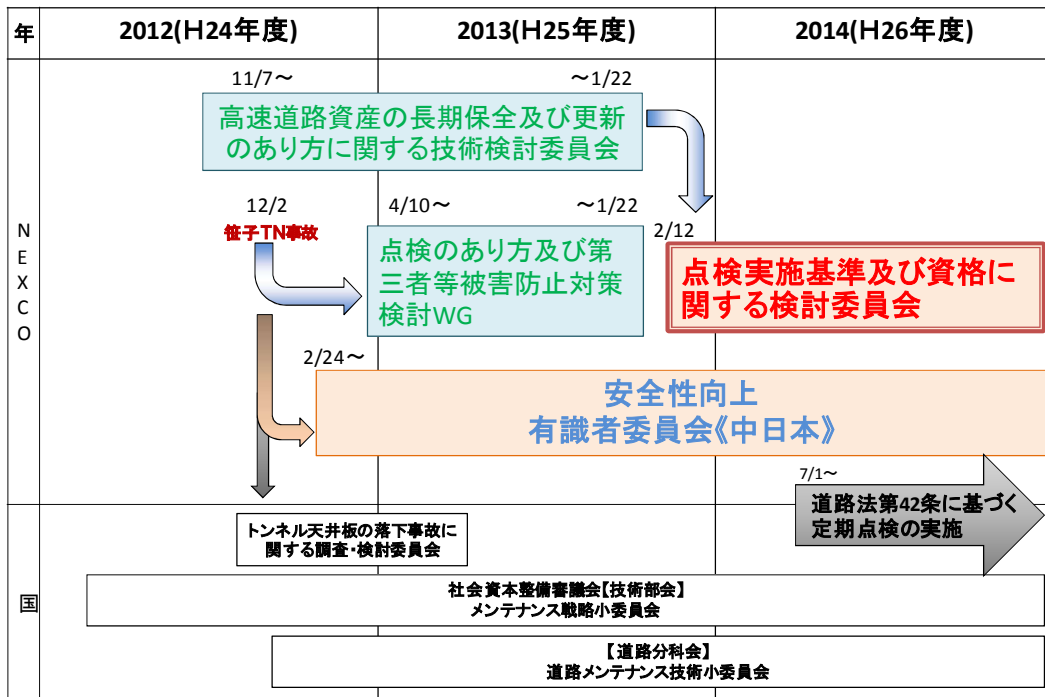 年
2012(H24年度)
2013(H25年度)
2014(H26年度)
NEXCO
11/7～
～1/22
高速道路資産の長期保全及び更新
のあり方に関する技術検討委員会
12/2
笹子TN事故
4/10～
～1/22
点検のあり方及び第
三者等被害防止対策
検討WG
2/12
点検実施基準及び資格に
関する検討委員会
2/24～
安全性向上
有識者委員会《中日本》
7/1～
道路法第42条に基づく
定期点検の実施
国
トンネル天井板の落下事故に
関する調査・検討委員会
社会資本整備審議会【技術部会】
メンテナンス戦略小委員会
【道路分科会】
道路メンテナンス技術小委員会